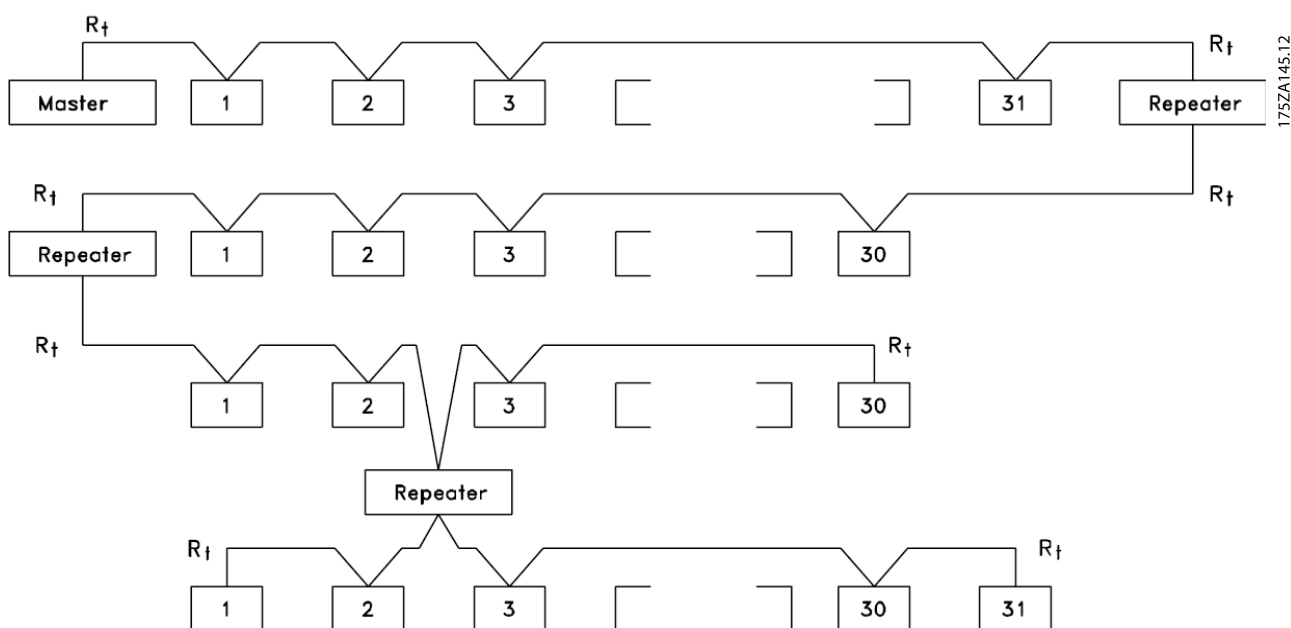 Rt Rt
Master 1 2 3 31 Repeater
175ZA145.12
Rt Rt
Repeater 1 2 3 30
Rt Rt
1 2 3 30
Repeater
Rt Rt
1 2 3 30 31